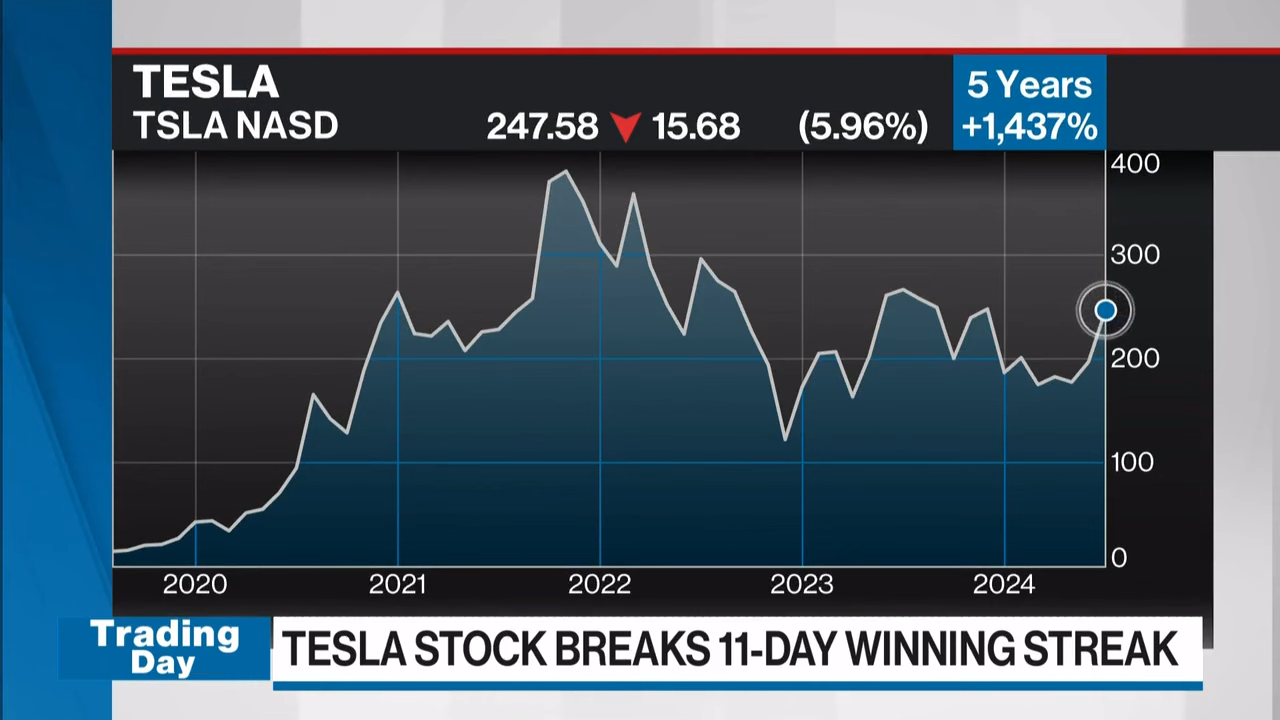 TESLA
TSLA NASD 247.58 15.68 (5.96%)
5 Years
+1,437%
400
300
200
100
0
2020 2021 2022 2023 2024
Trading
Day
TESLA STOCK BREAKS 11-DAY WINNING STREAK